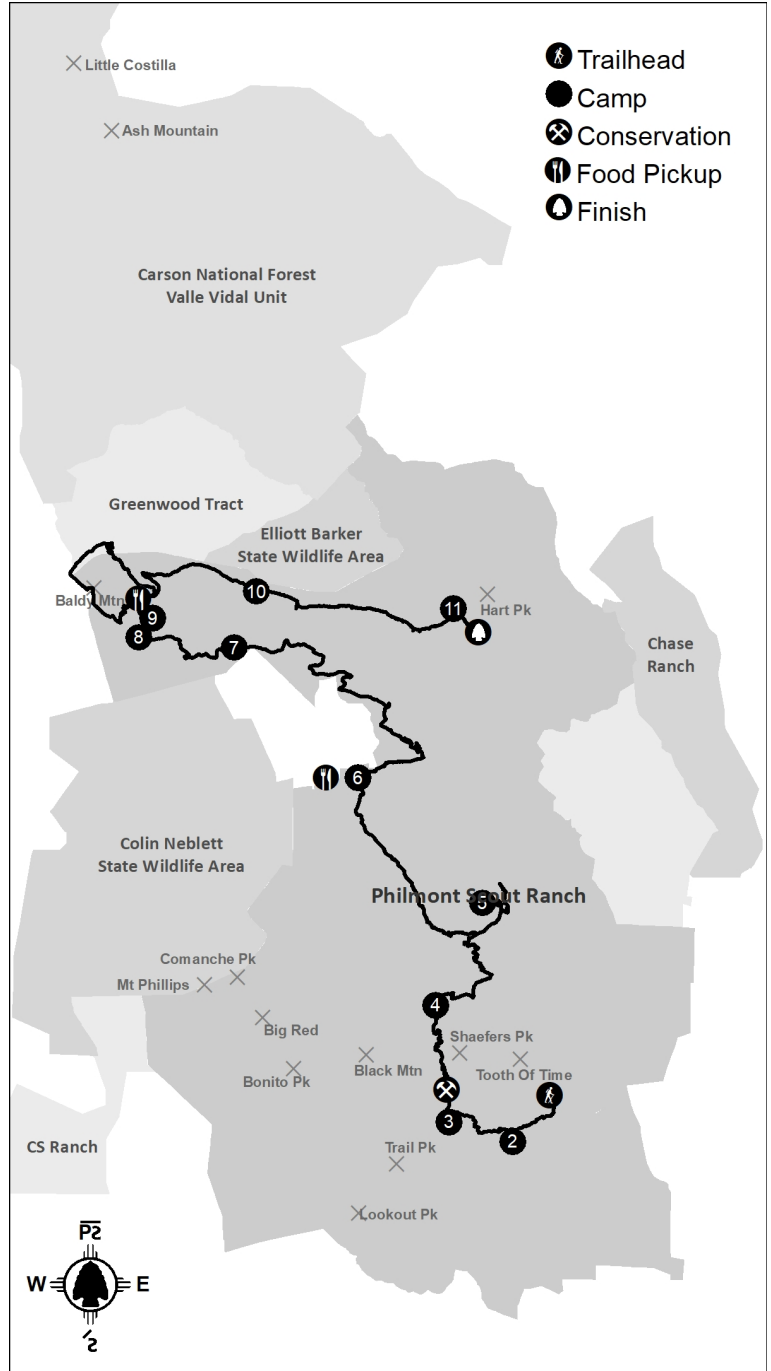 Little Costilla
Ash Mountain
Trailhead
Camp
Conservation
Food Pickup
Finish
Carson National Forest
Valle Vidal Unit
Greenwood Tract
Elliott Barker
State Wildlife Area
Baldy Mtn
10
11
Hart Pk
9
8
7
Chase
Ranch
6
Colin Neblett
State Wildlife Area
Philmont Scout Ranch
5
Comanche Pk
Mt Phillips
4
Big Red
Shaefers Pk
Black Mtn
Tooth Of Time
Bonito Pk
3
2
CS Ranch
Trail Pk
Lookout Pk
W
E